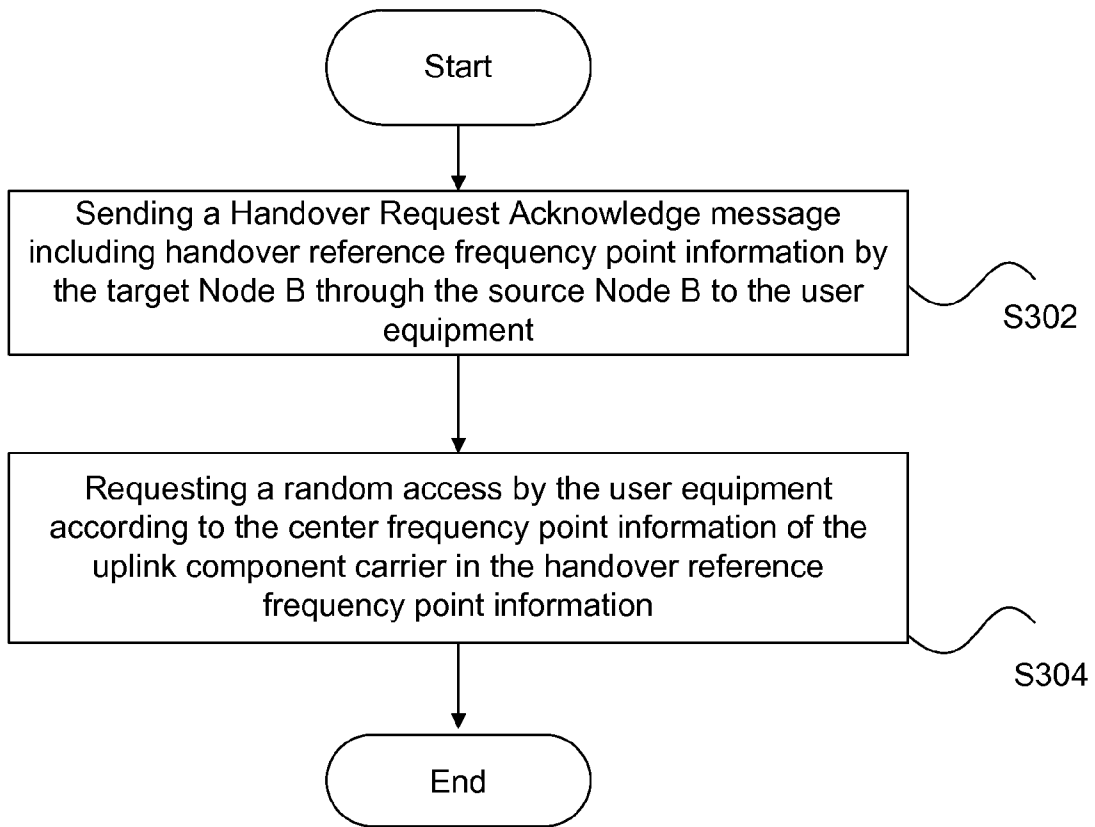 Start
Sending a Handover Request Acknowledge message
including handover reference frequency point information by
the target Node B through the source Node B to the user
equipment
S302
Requesting a random access by the user equipment
according to the center frequency point information of the
uplink component carrier in the handover reference
frequency point information
S304
End